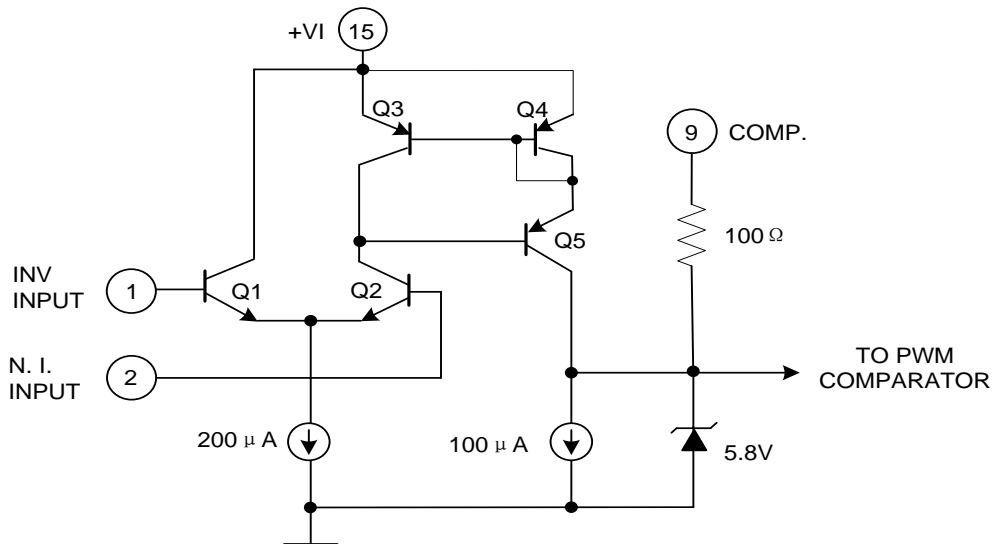 +VI
15
Q3
Q4
9
COMP.
100 Ω
Q5
INV
INPUT
1
Q1
Q2
N. I.
INPUT
2
TO PWM
COMPARATOR
200 μ A
100 μ A
5.8V